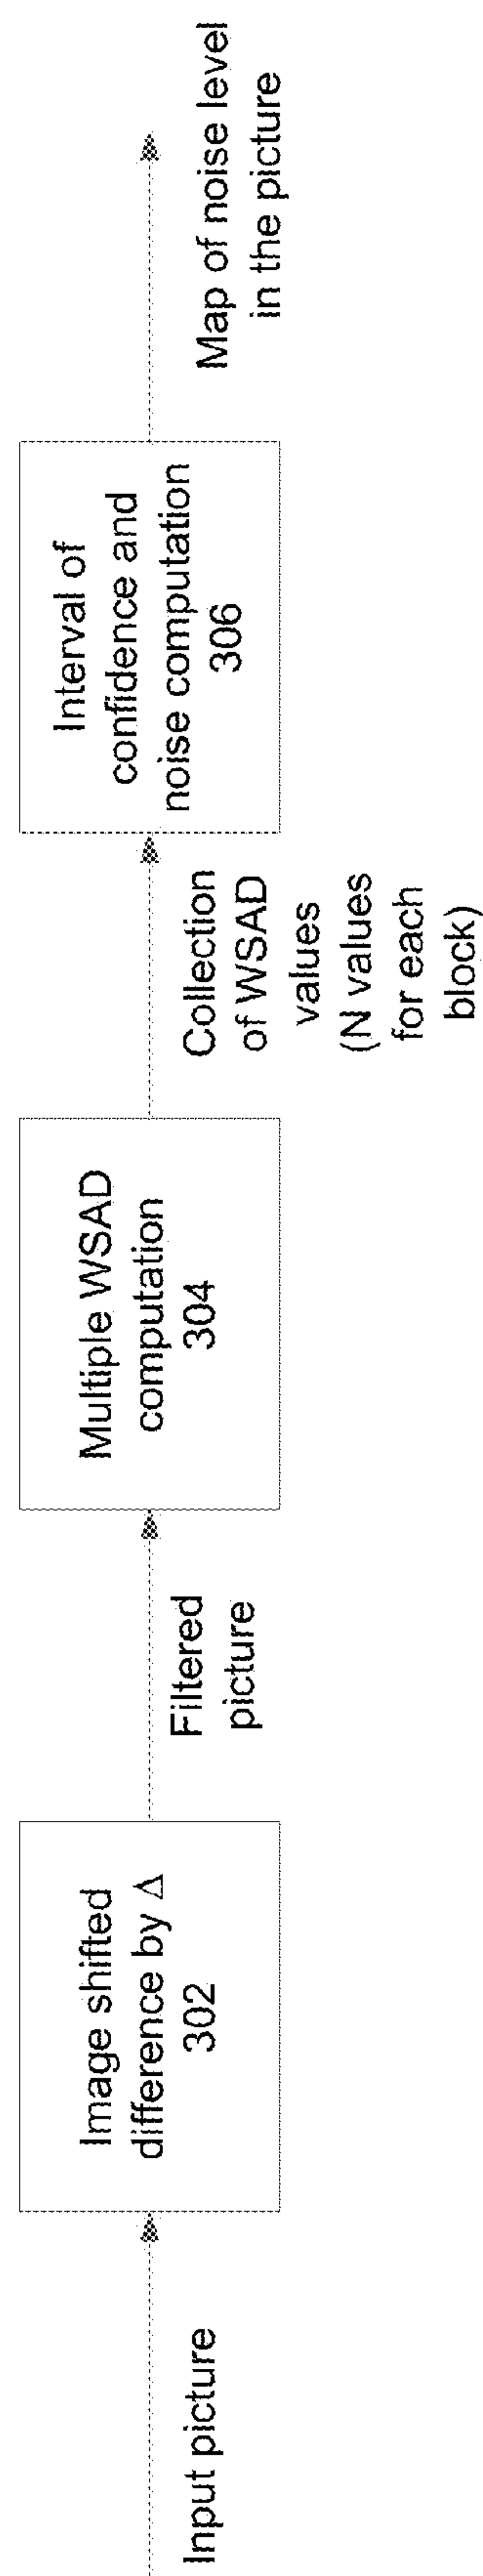 Input picture
Image shifted
difference by Δ
302
Filtered
picture
Multiple WSAD
computation
304
Collection
of WSAD
values
(N values
for each
block)
Interval of
confidence and
noise computation
306
Map of noise level
in the picture